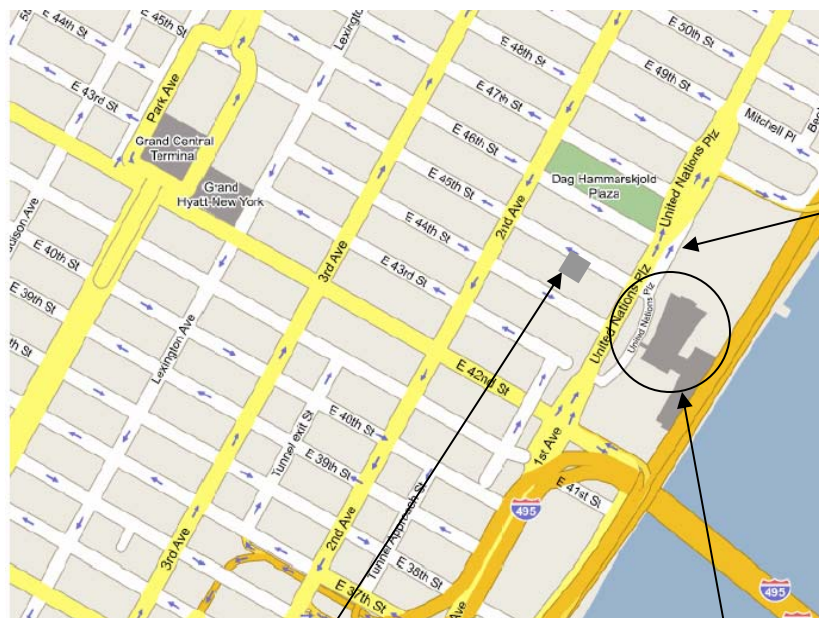 E 44th St
E 45th St
E 43rd St
Park Ave
Lexington
E 48th St
E 50th St
E 49th St
E 47th St
Mitchell Pl
E 46th St
Grand Central
Terminal
Grand
Hyatt-New York
E 45th St
Dag Hammarskjold
Plaza
United Nations Plz
2nd Ave
E 44th St
3rd Ave
E 43rd St
E 40th St
E 39th St
Lexington Ave
United Nations Plz
United Nations Plz
E 42nd St
E 40th St
Tunnel exit St
E 39th St
1st Ave
E 41st St
495
2nd Ave
Tunnel Approach St
3rd Ave
E 38th St
E 37th St
Ave
495